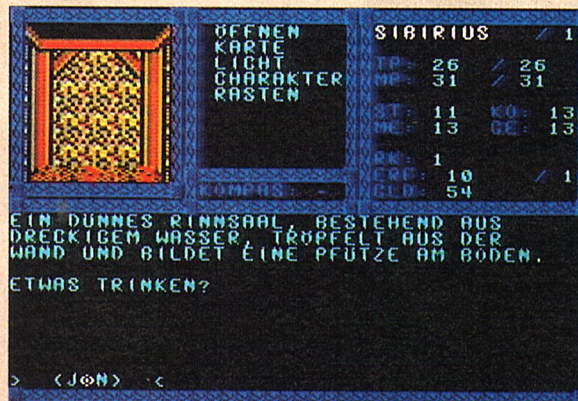 ÖFFNEN
KARTE
LICHT
CHARAKTER
RASTEN
KOMPAS: -
SIBIRIUS / 1
TP: 26 / 26
MP: 31 / 31
ST: 11 KO: 13
ME: 13 GE: 13
RK: 1
ERF: 10 / 1
GLD: 54
EIN DÜNNES RINNSAAL, BESTEHEND AUS
DRECKIGEM WASSER, TRÖPFELT AUS DER
WAND UND BILDET EINE PFÜTZE AM BODEN.
ETWAS TRINKEN?
> <J◊N> <